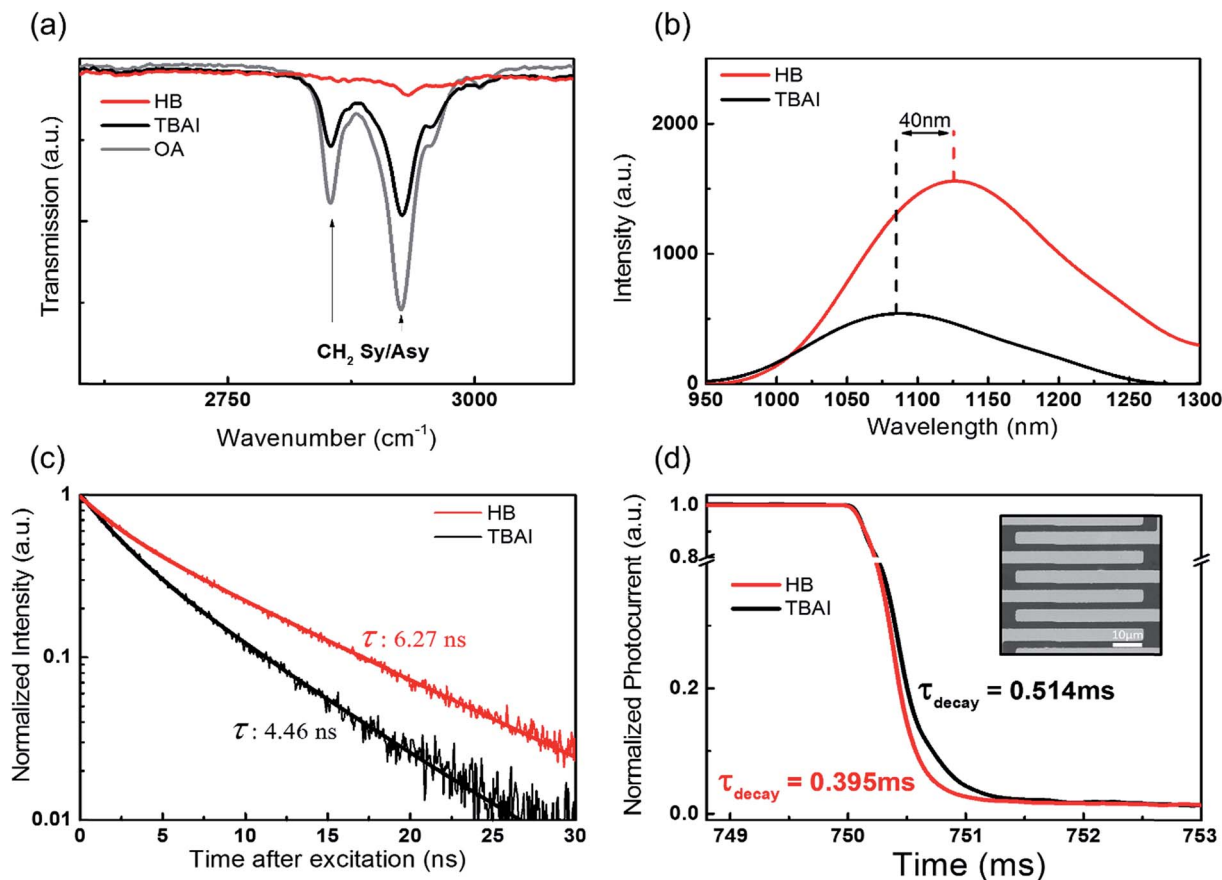 (a)
HB
TBAI
OA
CH₂ Sy/Asy
Transmission (a.u.)
2750
3000
Wavenumber (cm⁻¹)
(b)
HB
TBAI
40nm
Intensity (a.u.)
2000
1000
0
950
1000
1050
1100
1150
1200
1250
1300
Wavelength (nm)
(c)
HB
TBAI
τ : 6.27 ns
τ : 4.46 ns
Normalized Intensity (a.u.)
1
0.1
0.01
0
5
10
15
20
25
30
Time after excitation (ns)
(d)
HB
TBAI
10µm
τdecay = 0.514ms
τdecay = 0.395ms
Normalized Photocurrent (a.u.)
1.0
0.8
0.2
0.0
749
750
751
752
753
Time (ms)